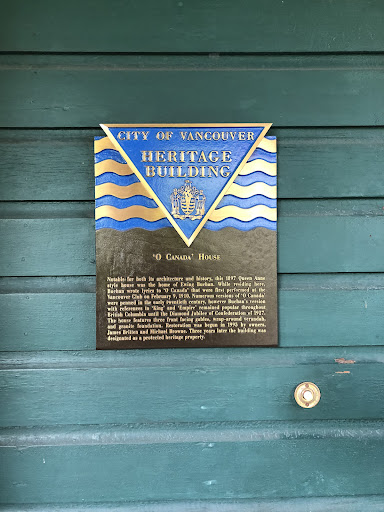 CITY OF VANCOUVER
HERITAGE
BUILDING
'O CANADA' HOUSE
Notable for both its architecture and history, this 1897 Queen Anne
style house was the home of Ewing Buchan. While residing here,
Buchan wrote lyrics to 'O Canada' that were first performed at the
Vancouver Club on February 9, 1910. Numerous versions of 'O Canada'
were penned in the early twentieth century, however Buchan's version
with references to 'King' and 'Empire' remained popular throughout
British Columbia until the Diamond Jubilee of Confederation of 1927.
The house features three front facing gables, wrap-around verandah,
and granite foundation. Restoration was begun in 1995 by owners,
James Britton and Michael Browne. Three years later the building was
designated as a protected heritage property.